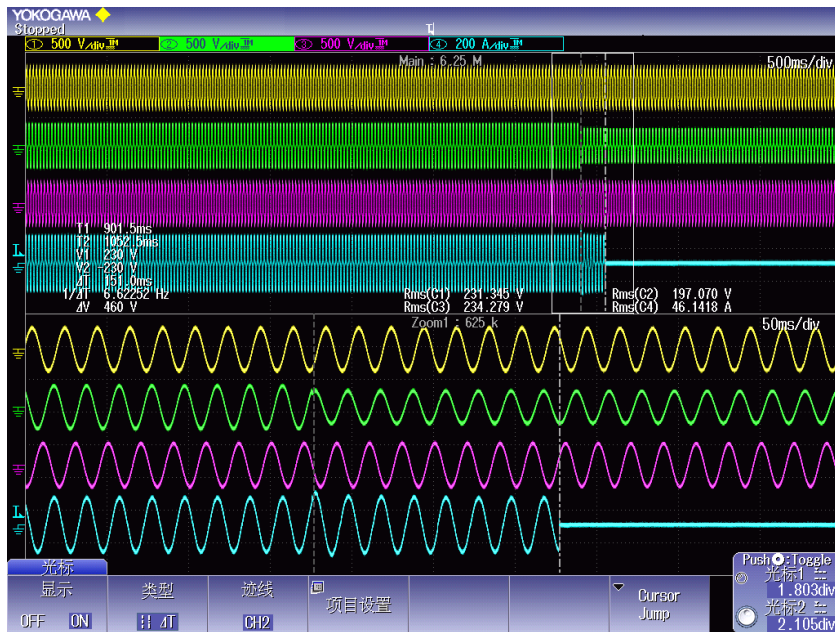 YOKOGAWA
Stopped
T
① 500 V/div ② 500 V/div ③ 500 V/div ④ 200 A/div
Main : 6.25 M 500ms/div
T1 901.5ms
T2 1052.5ms
V1 230 V
V2 -230 V
ΔT 151.0ms
1/ΔT 6.62252 Hz Rms(C1) 231.345 V Rms(C2) 197.070 V
ΔV 460 V Rms(C3) 234.279 V Rms(C4) 46.1418 A
Zoom1 : 625 k 50ms/div
光标
显示 类型 迹线 项目设置 Cursor Jump
OFF ON ΔT CH2
Push :Toggle
光标1
1.803div
光标2
2.105div